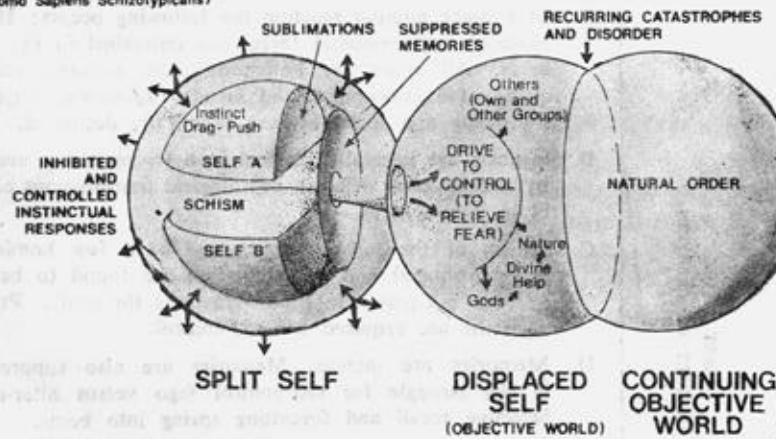 Sapiens Schizotypicalis)
SUBLIMATIONS
SUPPRESSED
MEMORIES
RECURRING CATASTROPHES
AND DISORDER
Instinct
Drag-Push
INHIBITED
AND
CONTROLLED
INSTINCTUAL
RESPONSES
SELF A
SCHISM
SELF B
Others
(Own and
Other Groups)
DRIVE
TO
CONTROL
(TO
RELIEVE
FEAR)
Nature
Divine
Help
Gods
NATURAL ORDER
SPLIT SELF
DISPLACED
SELF
(OBJECTIVE WORLD)
CONTINUING
OBJECTIVE
WORLD